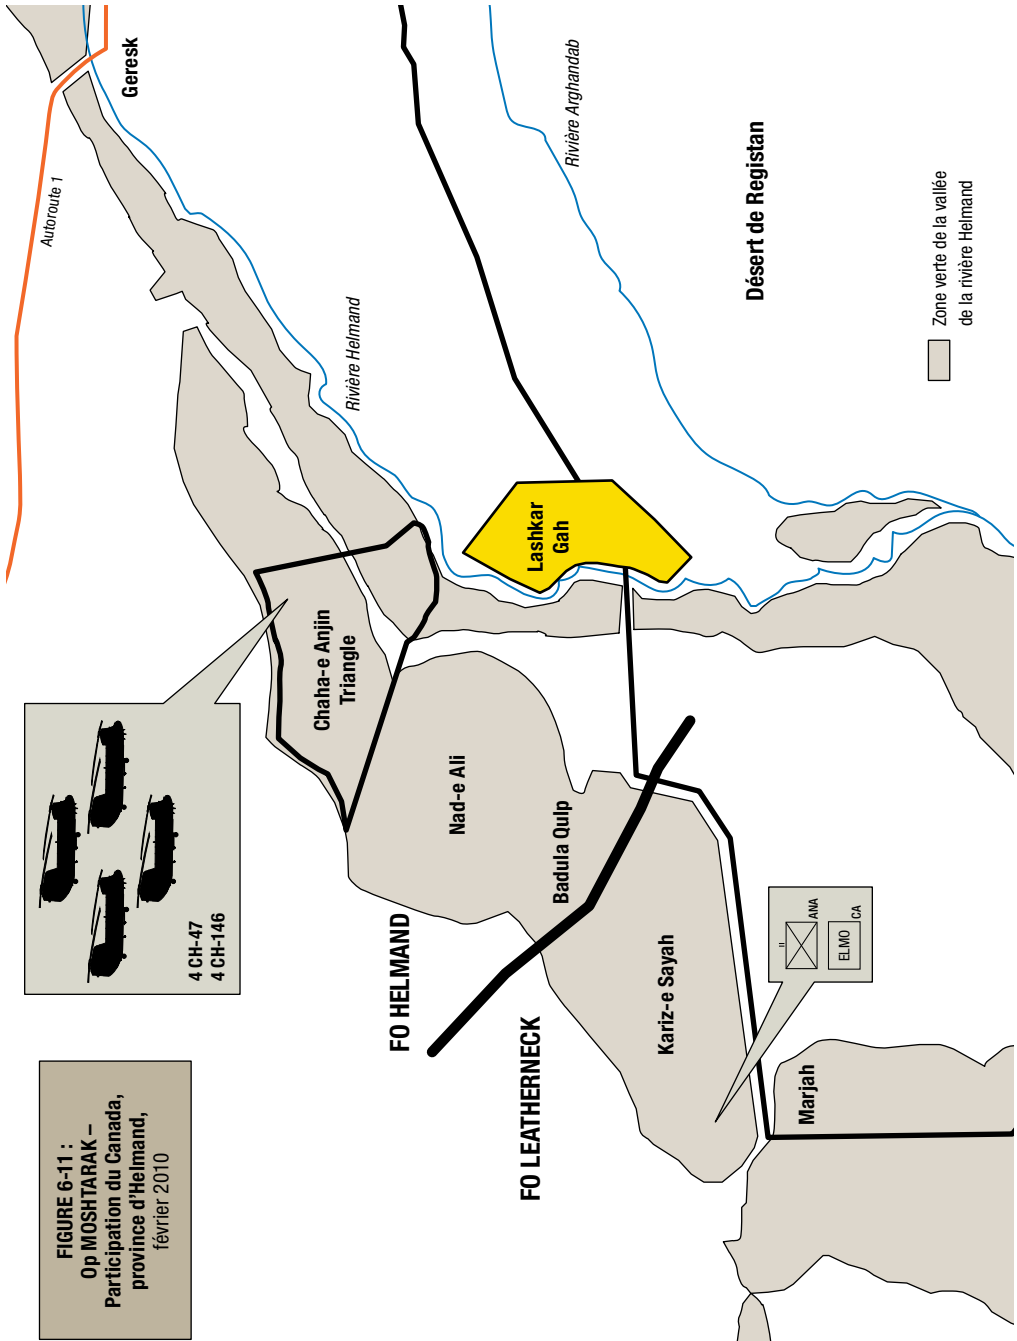 FIGURE 6-11 :
Op MOSHTARAK –
Participation du Canada,
province d'Helmand,
février 2010
4 CH-47
4 CH-146
Autoroute 1
Geresk
Rivière Helmand
Rivière Arghandab
Désert de Registan
Chaha-e Anjin
Triangle
Lashkar
Gah
Nad-e Ali
Badula Qulp
FO HELMAND
FO LEATHERNECK
Kariz-e Sayah
Marjah
II
ANA
ELMO
CA
Zone verte de la vallée
de la rivière Helmand